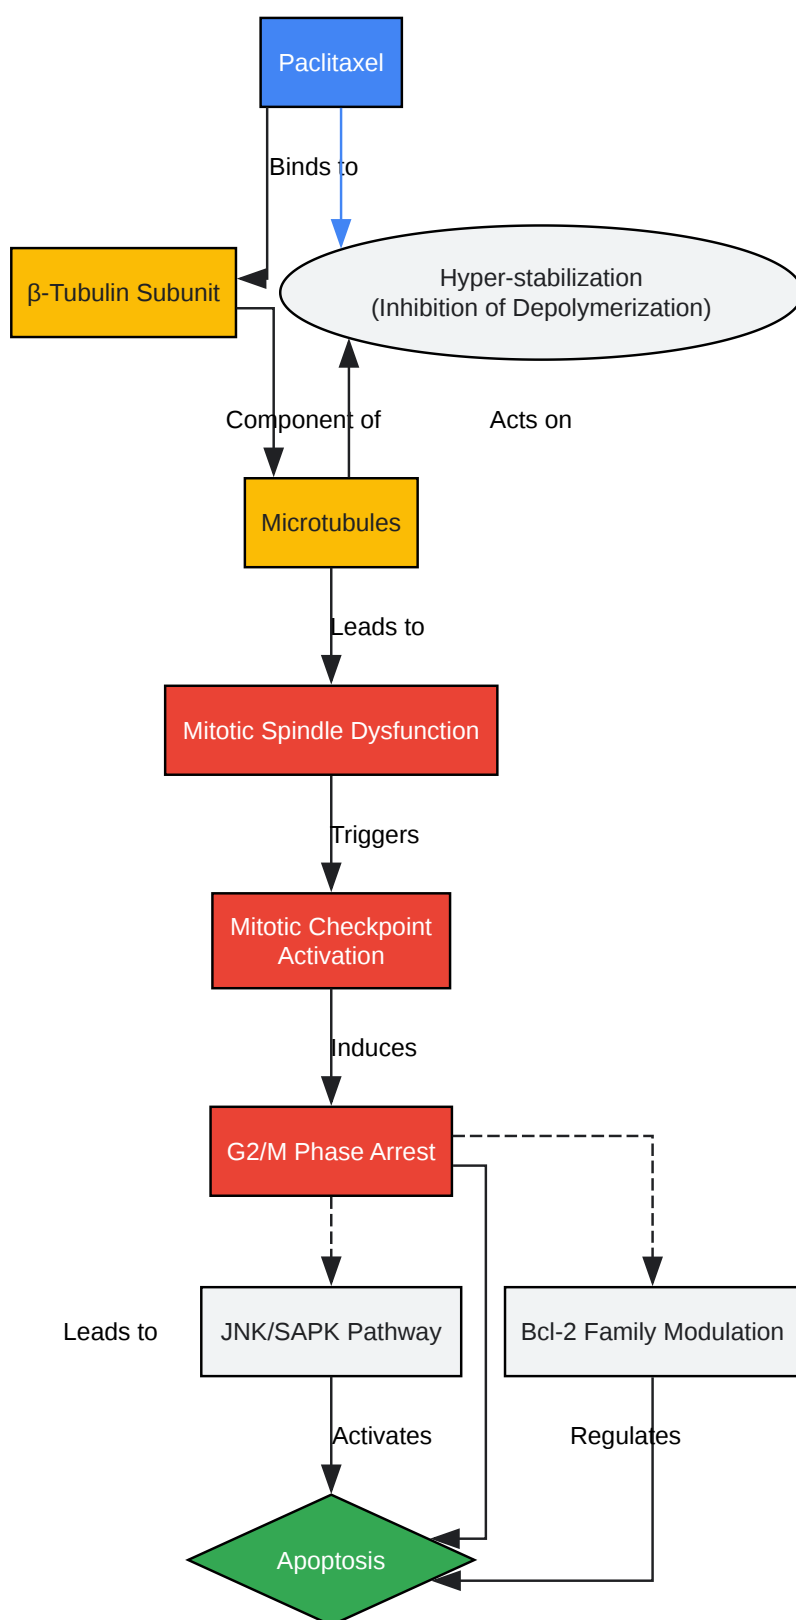 Paclitaxel
Binds to
β-Tubulin Subunit
Hyper-stabilization
(Inhibition of Depolymerization)
Component of
Acts on
Microtubules
Leads to
Mitotic Spindle Dysfunction
Triggers
Mitotic Checkpoint
Activation
Induces
G2/M Phase Arrest
Leads to
JNK/SAPK Pathway
Bcl-2 Family Modulation
Activates
Regulates
Apoptosis